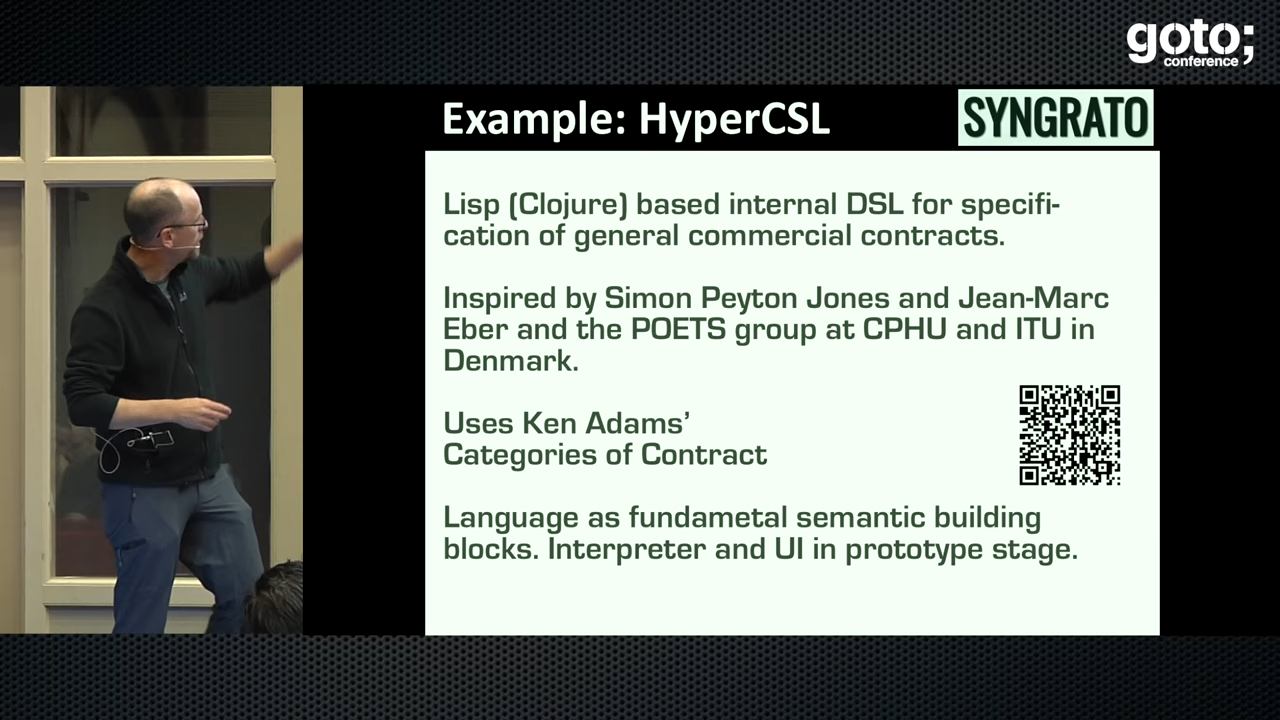 goto;
conference
Example: HyperCSL
SYNGRATO
Lisp (Clojure) based internal DSL for specifi-
cation of general commercial contracts.
Inspired by Simon Peyton Jones and Jean-Marc
Eber and the POETS group at CPHU and ITU in
Denmark.
Uses Ken Adams’
Categories of Contract
Language as fundametal semantic building
blocks. Interpreter and UI in prototype stage.